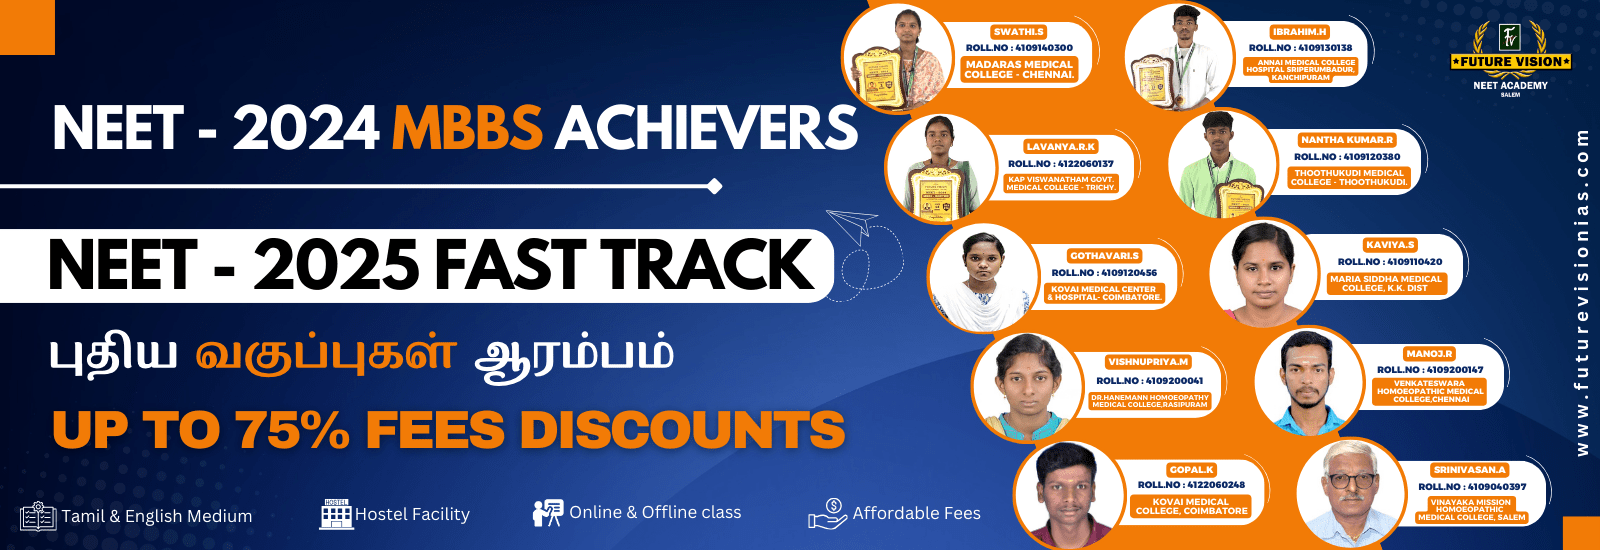 NEET - 2024 MBBS ACHIEVERS
NEET - 2025 FAST TRACK
புதிய வகுப்புகள் ஆரம்பம்
UP TO 75% FEES DISCOUNTS
Tamil & English Medium
HOSTEL
Hostel Facility
Online & Offline class
Affordable Fees
SWATHI.S
ROLL.NO : 4109140300
MADARAS MEDICAL
COLLEGE - CHENNAI.
IBRAHIM.H
ROLL.NO : 4109130138
ANNAI MEDICAL COLLEGE
HOSPITAL SRIPERUMBADUR,
KANCHIPURAM
LAVANYA.R.K
ROLL.NO : 4122060137
KAP VISWANATHAM GOVT.
MEDICAL COLLEGE - TRICHY.
NANTHA KUMAR.R
ROLL.NO : 4109120380
THOOTHUKUDI MEDICAL
COLLEGE - THOOTHUKUDI.
GOTHAVARI.S
ROLL.NO : 4109120456
KOVAI MEDICAL CENTER
& HOSPITAL- COIMBATORE.
KAVIYA.S
ROLL.NO : 4109110420
MARIA SIDDHA MEDICAL
COLLEGE, K.K. DIST
VISHNUPRIYA.M
ROLL.NO : 4109200041
DR.HANEMANN HOMOEOPATHY
MEDICAL COLLEGE,RASIPURAM
MANOJ.R
ROLL.NO : 4109200147
VENKATESWARA
HOMOEOPATHIC MEDICAL
COLLEGE,CHENNAI
GOPAL.K
ROLL.NO : 4122060248
KOVAI MEDICAL
COLLEGE, COIMBATORE
SRINIVASAN.A
ROLL.NO : 4109040397
VINAYAKA MISSION
HOMOEOPATHIC
MEDICAL COLLEGE, SALEM
FV
FUTURE VISION
NEET ACADEMY
SALEM
www.futurevisionias.com